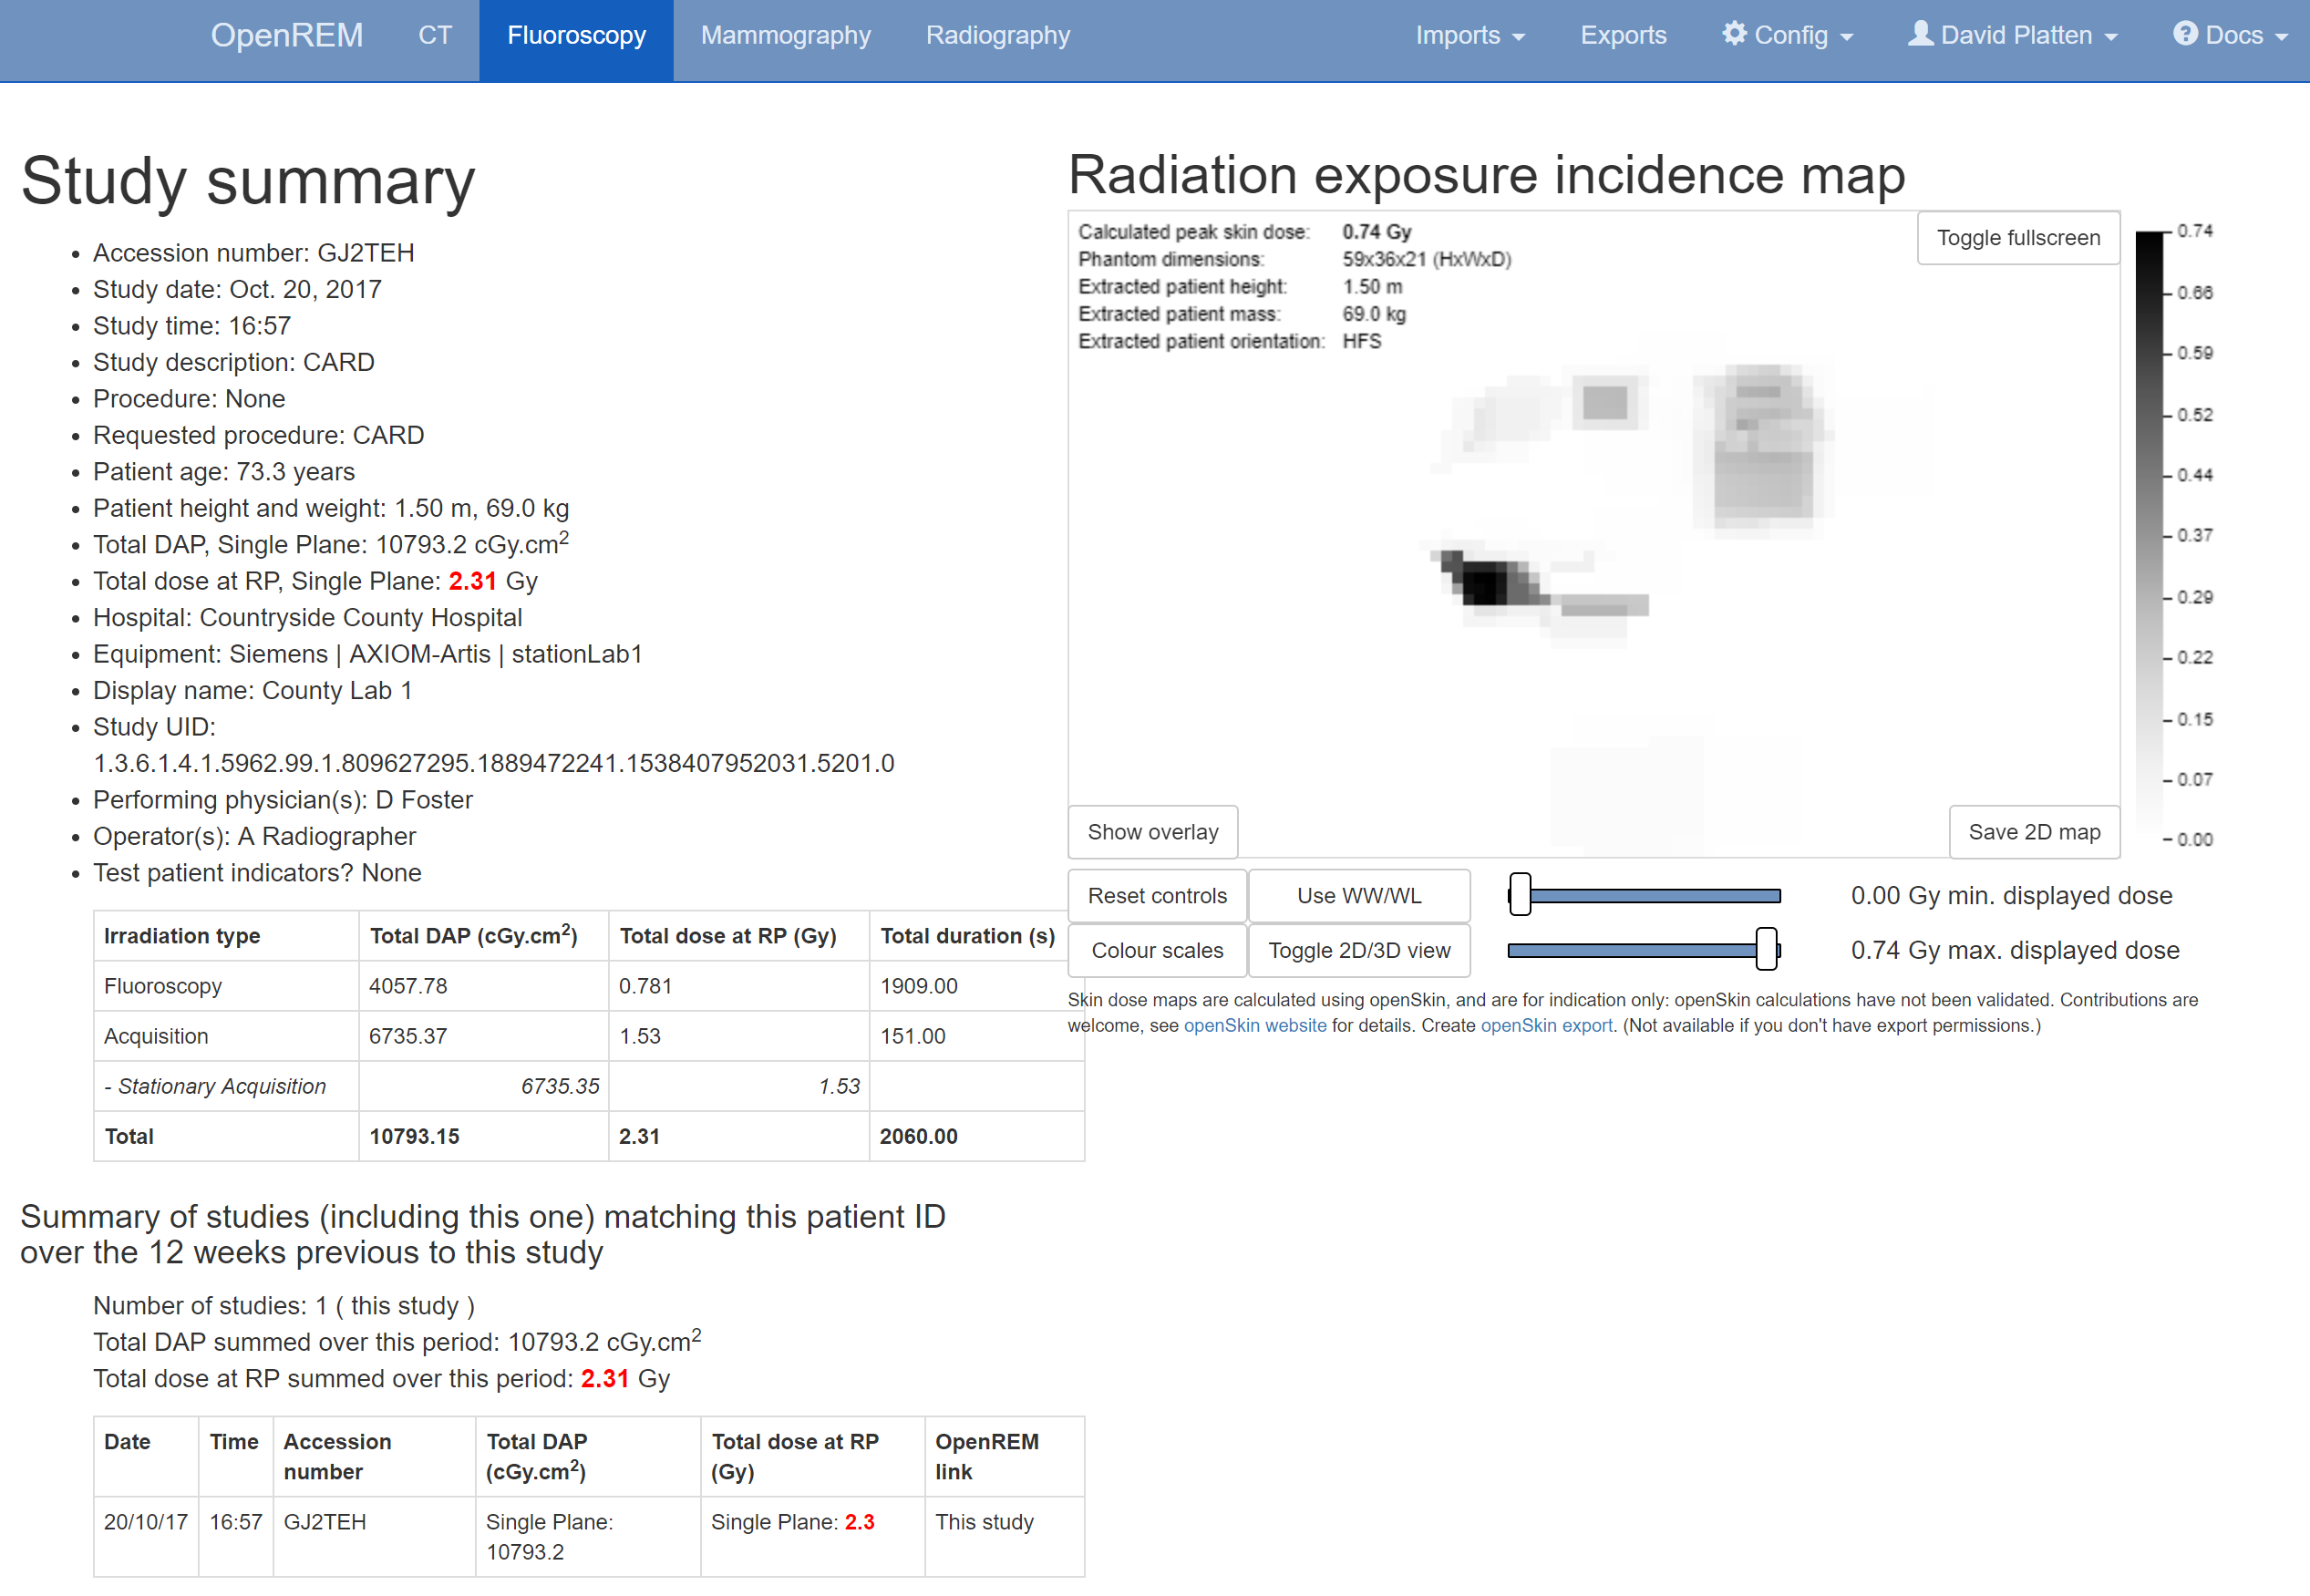 OpenREM CT Fluoroscopy Mammography Radiography Imports Exports Config David Platten Docs
Study summary
• Accession number: GJ2TEH
• Study date: Oct. 20, 2017
• Study time: 16:57
• Study description: CARD
• Procedure: None
• Requested procedure: CARD
• Patient age: 73.3 years
• Patient height and weight: 1.50 m, 69.0 kg
• Total DAP, Single Plane: 10793.2 cGy.cm²
• Total dose at RP, Single Plane: 2.31 Gy
• Hospital: Countryside County Hospital
• Equipment: Siemens | AXIOM-Artis | stationLab1
• Display name: County Lab 1
• Study UID:
1.3.6.1.4.1.5962.99.1.809627295.1889472241.1538407952031.5201.0
• Performing physician(s): D Foster
• Operator(s): A Radiographer
• Test patient indicators? None
Irradiation type Total DAP (cGy.cm²) Total dose at RP (Gy) Total duration (s)
Fluoroscopy 4057.78 0.781 1909.00
Acquisition 6735.37 1.53 151.00
- Stationary Acquisition 6735.35 1.53
Total 10793.15 2.31 2060.00
Summary of studies (including this one) matching this patient ID
over the 12 weeks previous to this study
Number of studies: 1 ( this study )
Total DAP summed over this period: 10793.2 cGy.cm²
Total dose at RP summed over this period: 2.31 Gy
Date Time Accession number Total DAP (cGy.cm²) Total dose at RP (Gy) OpenREM link
20/10/17 16:57 GJ2TEH Single Plane: 10793.2 Single Plane: 2.3 This study
Radiation exposure incidence map
Calculated peak skin dose: 0.74 Gy
Phantom dimensions: 59x36x21 (HxWxD)
Extracted patient height: 1.50 m
Extracted patient mass: 69.0 kg
Extracted patient orientation: HFS
Toggle fullscreen
0.74
0.66
0.59
0.52
0.44
0.37
0.29
0.22
0.15
0.07
0.00
Show overlay
Save 2D map
Reset controls Use WW/WL 0.00 Gy min. displayed dose
Colour scales Toggle 2D/3D view 0.74 Gy max. displayed dose
Skin dose maps are calculated using openSkin, and are for indication only: openSkin calculations have not been validated. Contributions are
welcome, see openSkin website for details. Create openSkin export. (Not available if you don't have export permissions.)